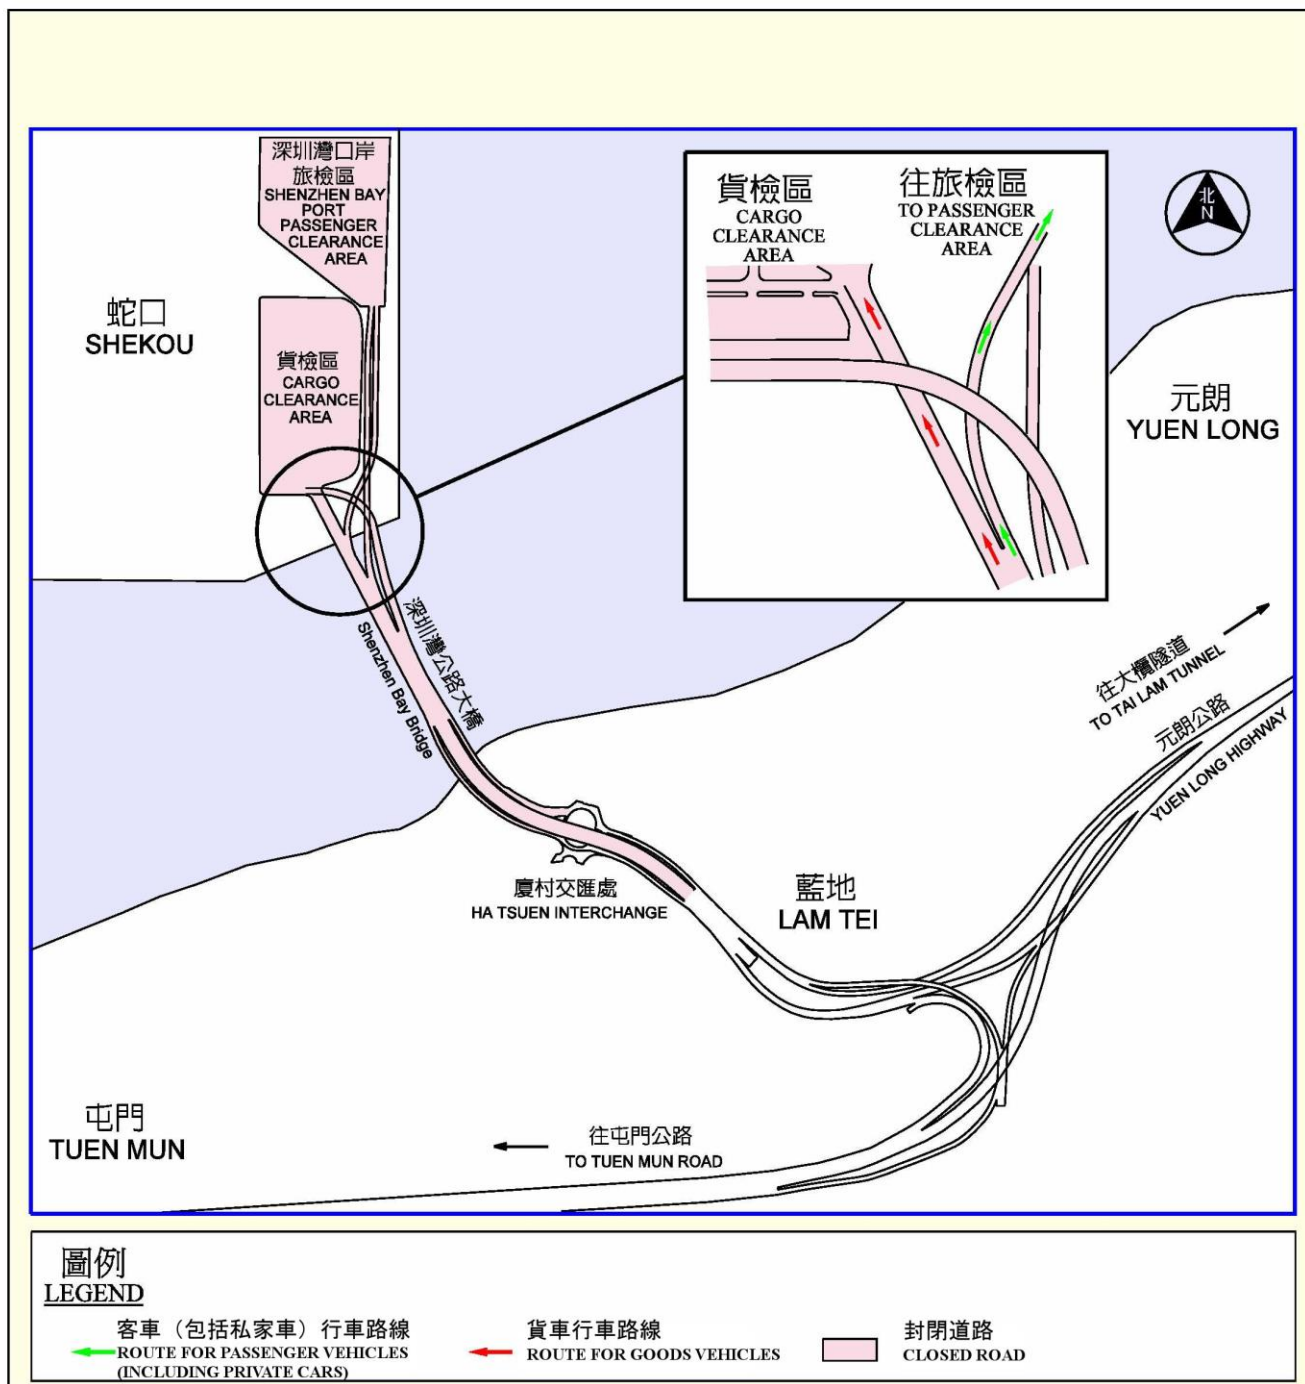 深圳灣口岸
旅檢區
SHENZHEN BAY
PORT
PASSENGER
CLEARANCE
AREA
貨檢區
CARGO
CLEARANCE
AREA
往旅檢區
TO PASSENGER
CLEARANCE
AREA
北
N
蛇口
SHEKOU
貨檢區
CARGO
CLEARANCE
AREA
元朗
YUEN LONG
深圳灣公路大橋
Shenzhen Bay Bridge
往大欖隧道
TO TAI LAM TUNNEL
元朗公路
YUEN LONG HIGHWAY
廈村交匯處
HA TSUEN INTERCHANGE
藍地
LAM TEI
屯門
TUEN MUN
往屯門公路
TO TUEN MUN ROAD
圖例
LEGEND
客車（包括私家車）行車路線
ROUTE FOR PASSENGER VEHICLES
(INCLUDING PRIVATE CARS)
貨車行車路線
ROUTE FOR GOODS VEHICLES
封閉道路
CLOSED ROAD